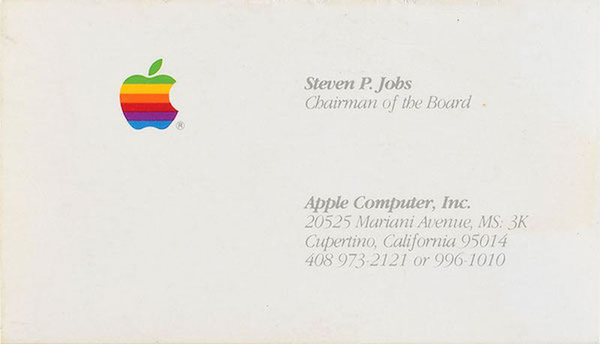 ®
Steven P. Jobs
Chairman of the Board
Apple Computer, Inc.
20525 Mariani Avenue, MS: 3K
Cupertino, California 95014
408 973-2121 or 996-1010